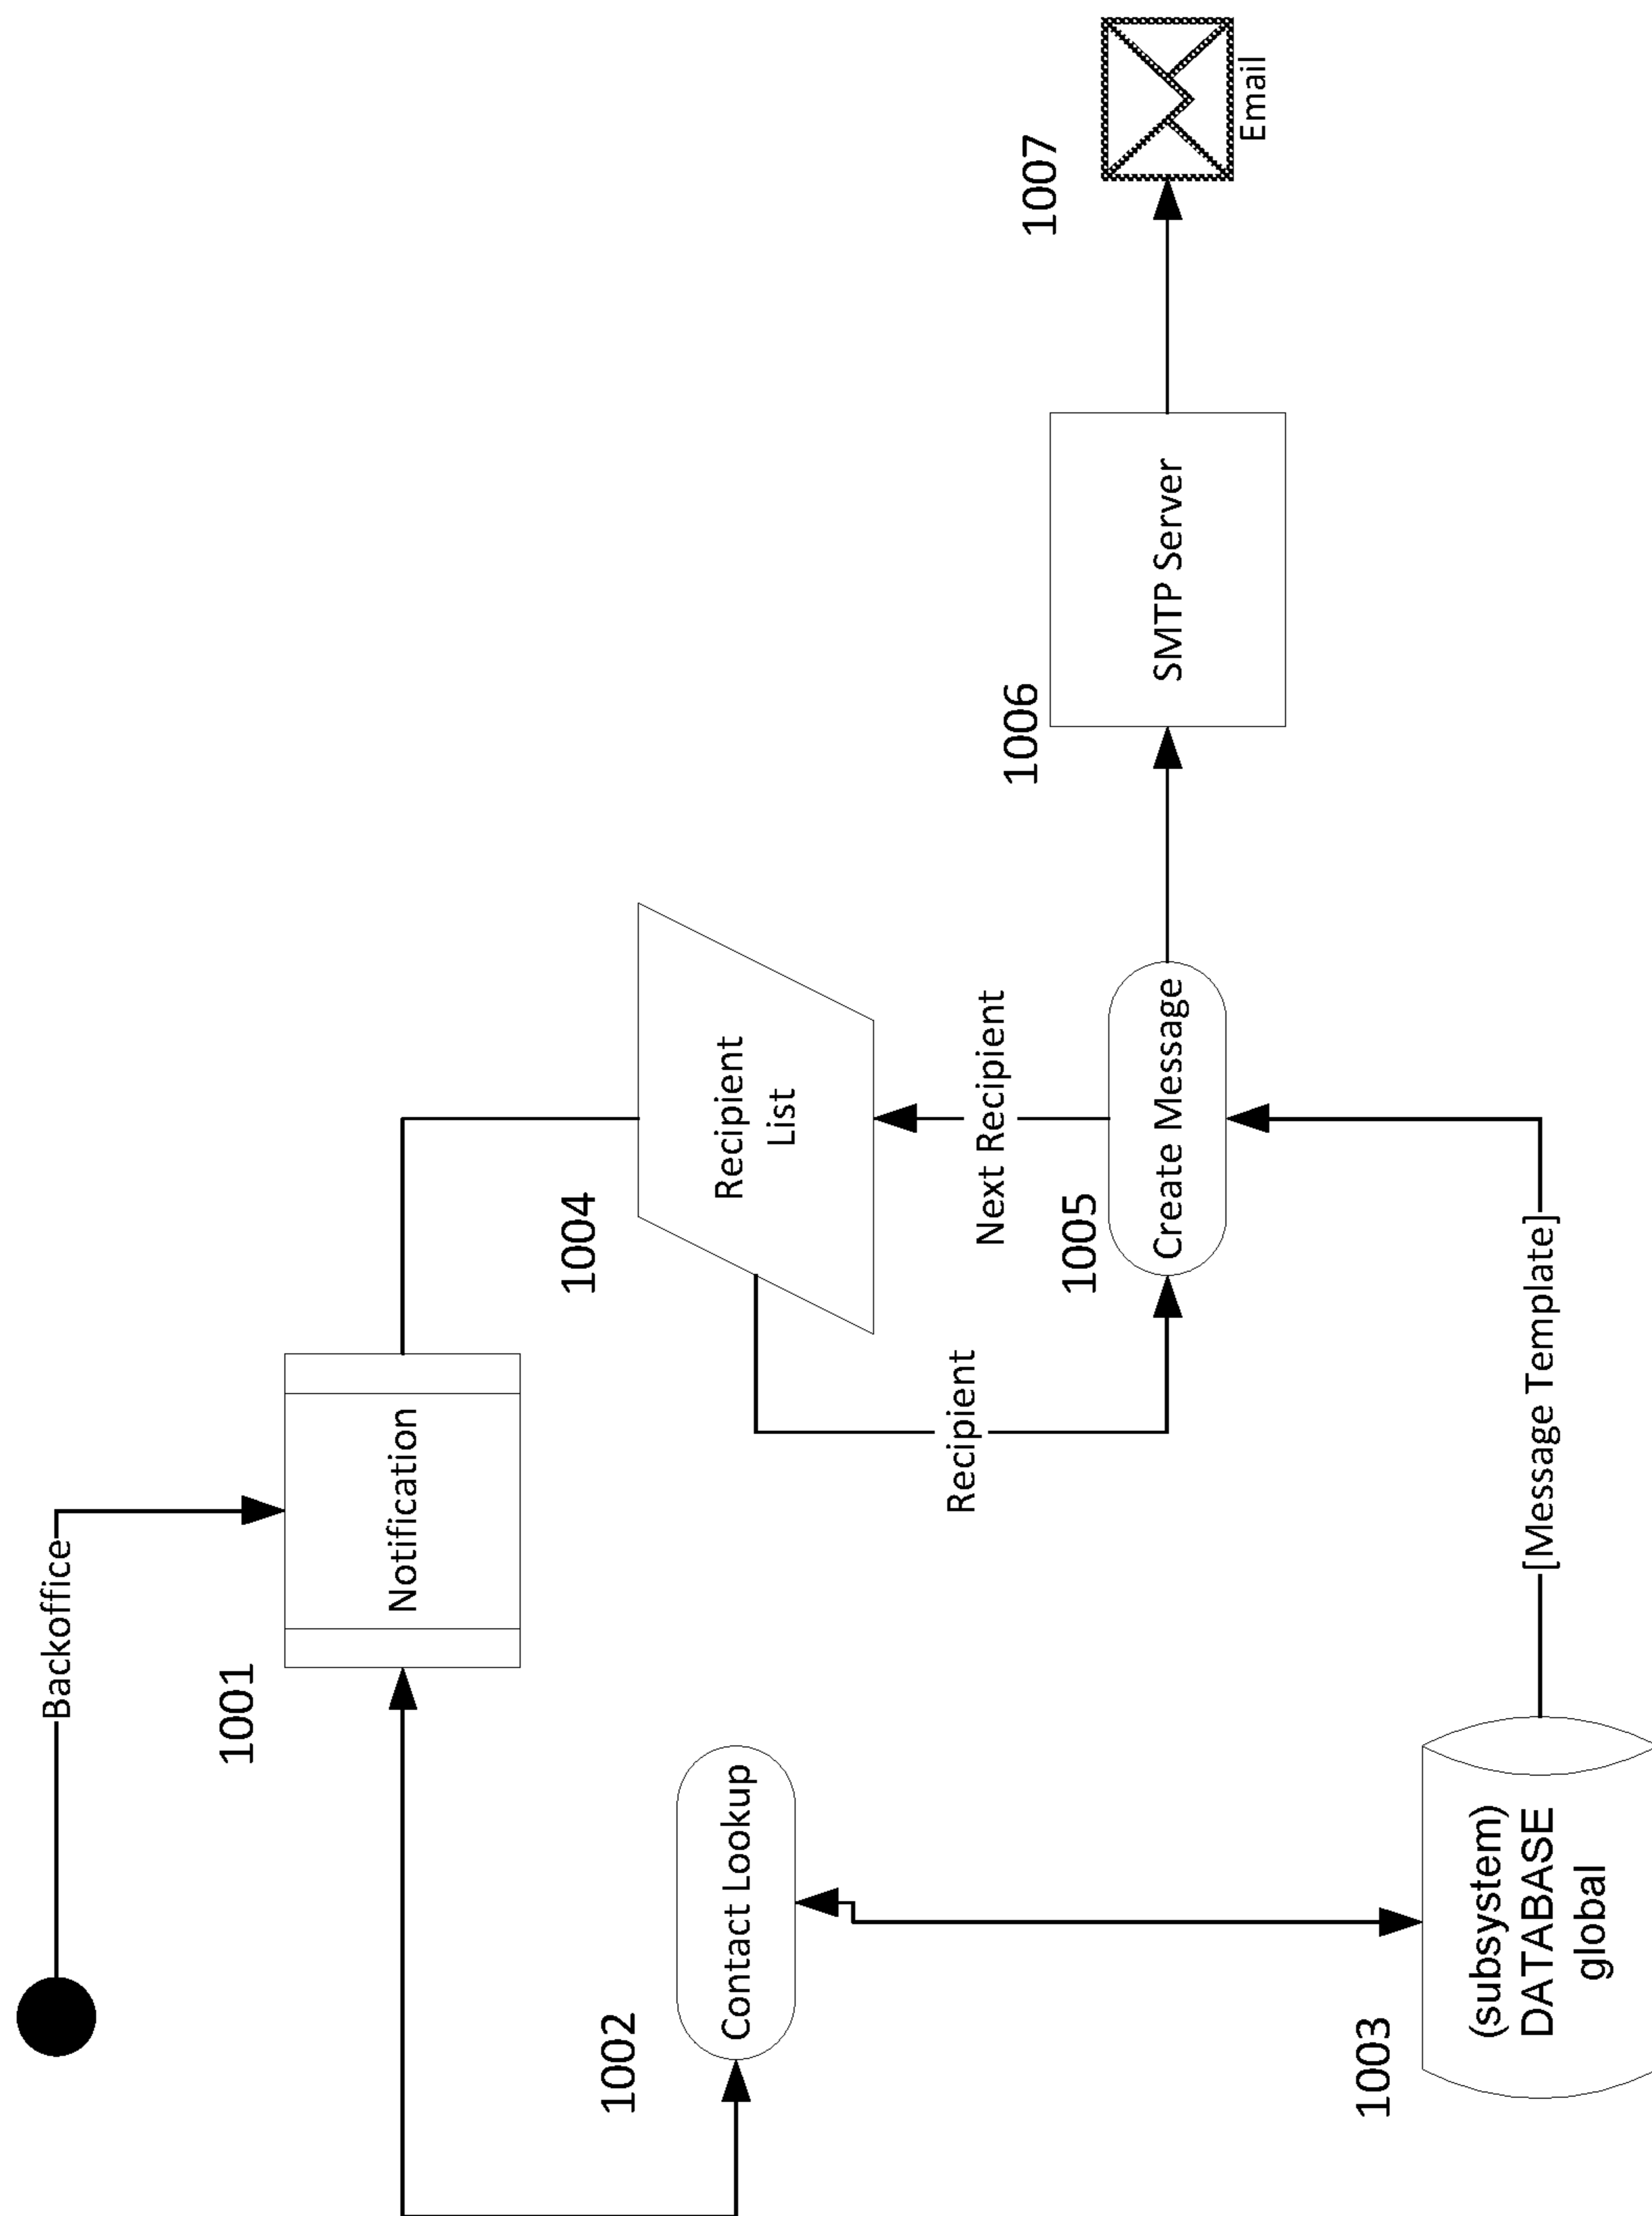 Backoffice
1001
Notification
1002
Contact Lookup
1003
(subsystem)
DATABASE
global
1004
Recipient
List
Recipient
Next Recipient
1005
Create Message
[Message Template]
1006
SMTP Server
1007
Email